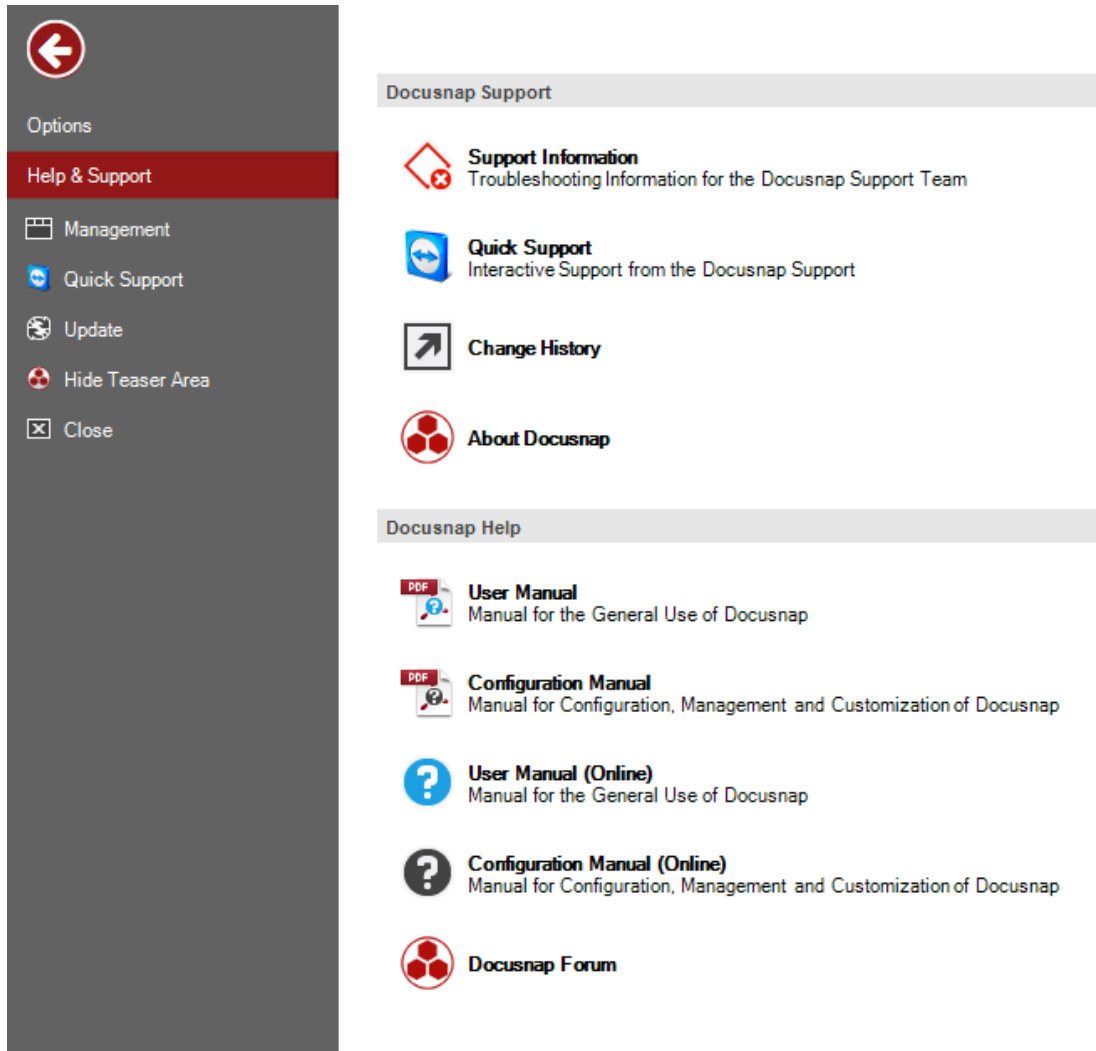 Options
Help & Support
Management
Quick Support
Update
Hide Teaser Area
Close
Docusnap Support
Support Information
Troubleshooting Information for the Docusnap Support Team
Quick Support
Interactive Support from the Docusnap Support
Change History
About Docusnap
Docusnap Help
PDF
User Manual
Manual for the General Use of Docusnap
PDF
Configuration Manual
Manual for Configuration, Management and Customization of Docusnap
User Manual (Online)
Manual for the General Use of Docusnap
Configuration Manual (Online)
Manual for Configuration, Management and Customization of Docusnap
Docusnap Forum